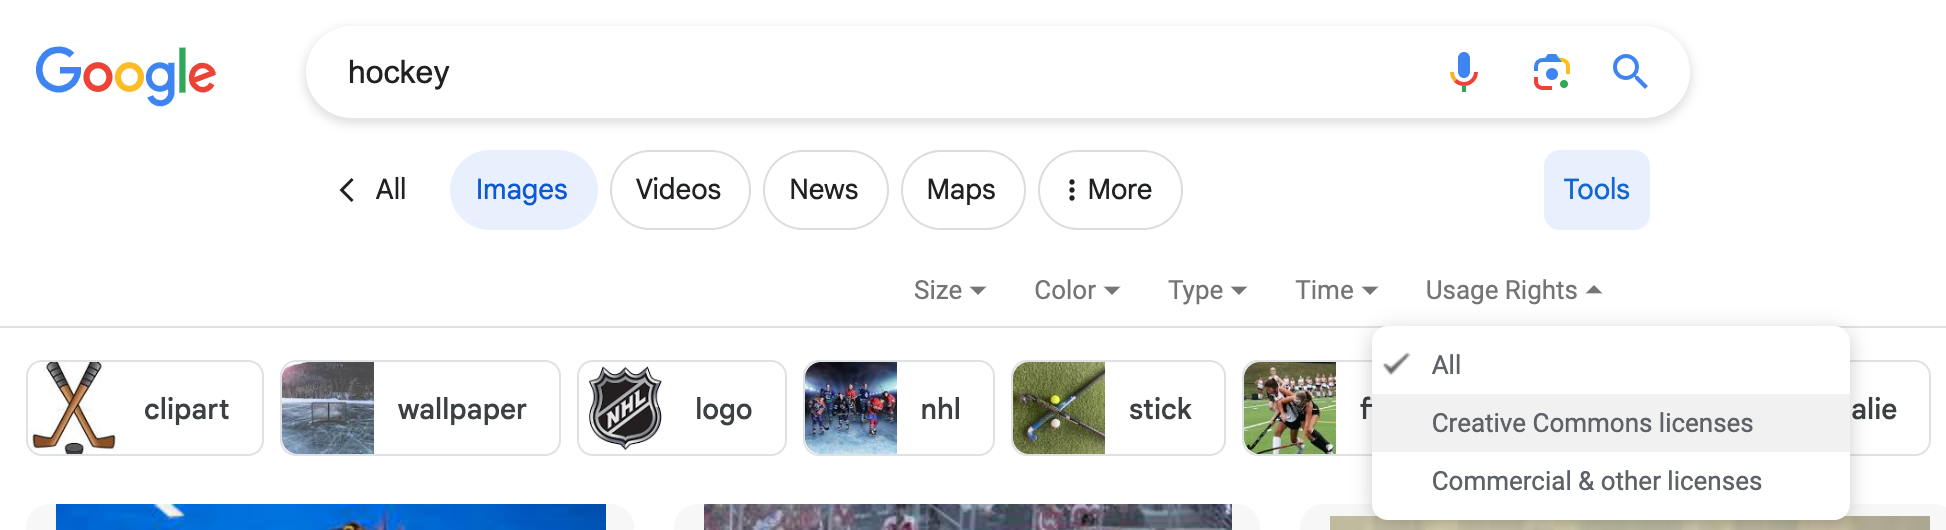 Google
hockey
All Images Videos News Maps More Tools
Size Color Type Time Usage Rights
All
Creative Commons licenses
Commercial & other licenses
clipart wallpaper NHL logo nhl stick